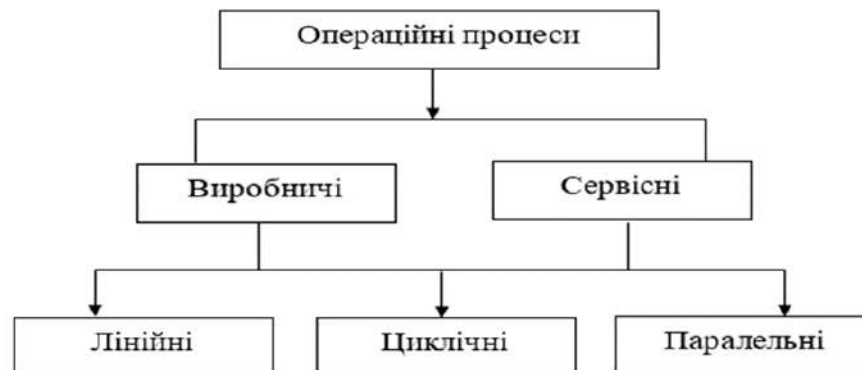 Операційні процеси
Виробничі
Сервісні
Лінійні
Циклічні
Паралельні